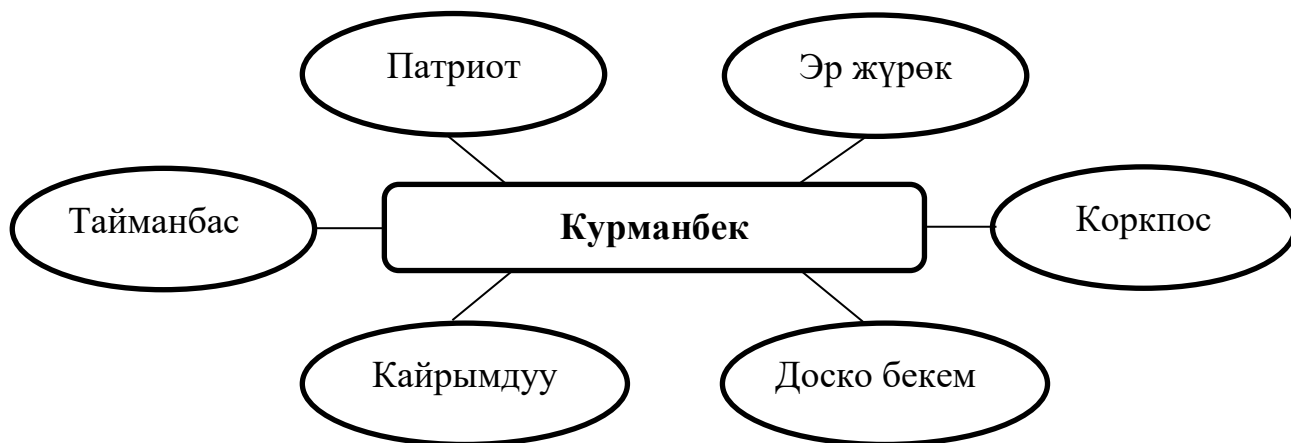 Патриот
Эр жүрөк
Тайманбас
Курманбек
Коркпос
Кайрымдуу
Доско бекем